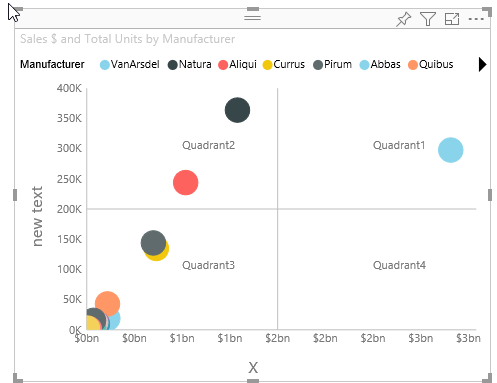 Sales $ and Total Units by Manufacturer
Manufacturer VanArsdel Natura Aliqui Currus Pirum Abbas Quibus
400K
350K
300K
250K
200K
150K
100K
50K
0K
new text
Quadrant2 Quadrant1
Quadrant3 Quadrant4
$0bn $0bn $1bn $1bn $2bn $2bn $3bn $3bn
X